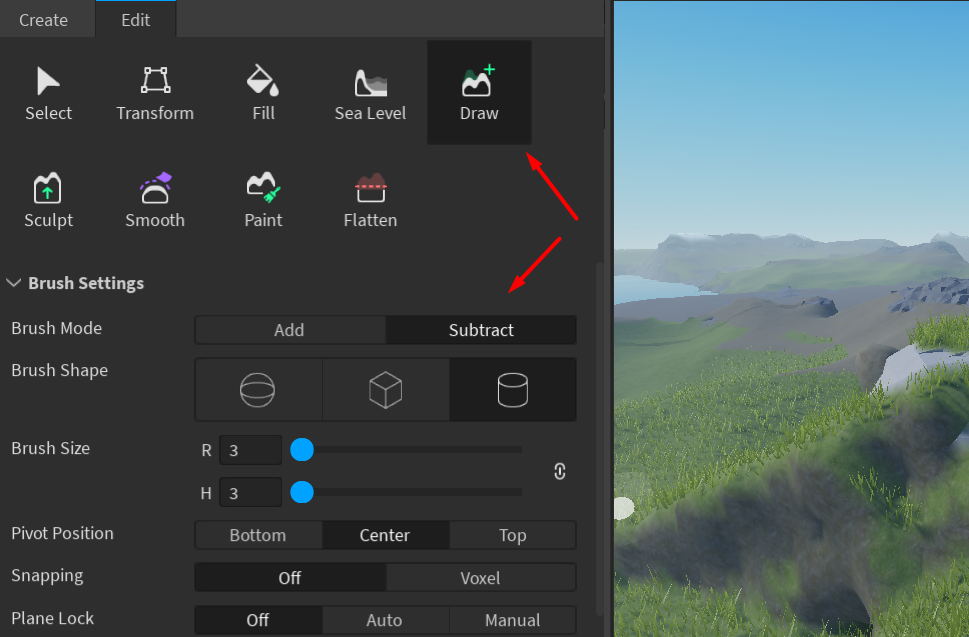 Create Edit
Select Transform Fill Sea Level Draw
Sculpt Smooth Paint Flatten
Brush Settings
Brush Mode Add Subtract
Brush Shape
Brush Size R 3
H 3
Pivot Position Bottom Center Top
Snapping Off Voxel
Plane Lock Off Auto Manual